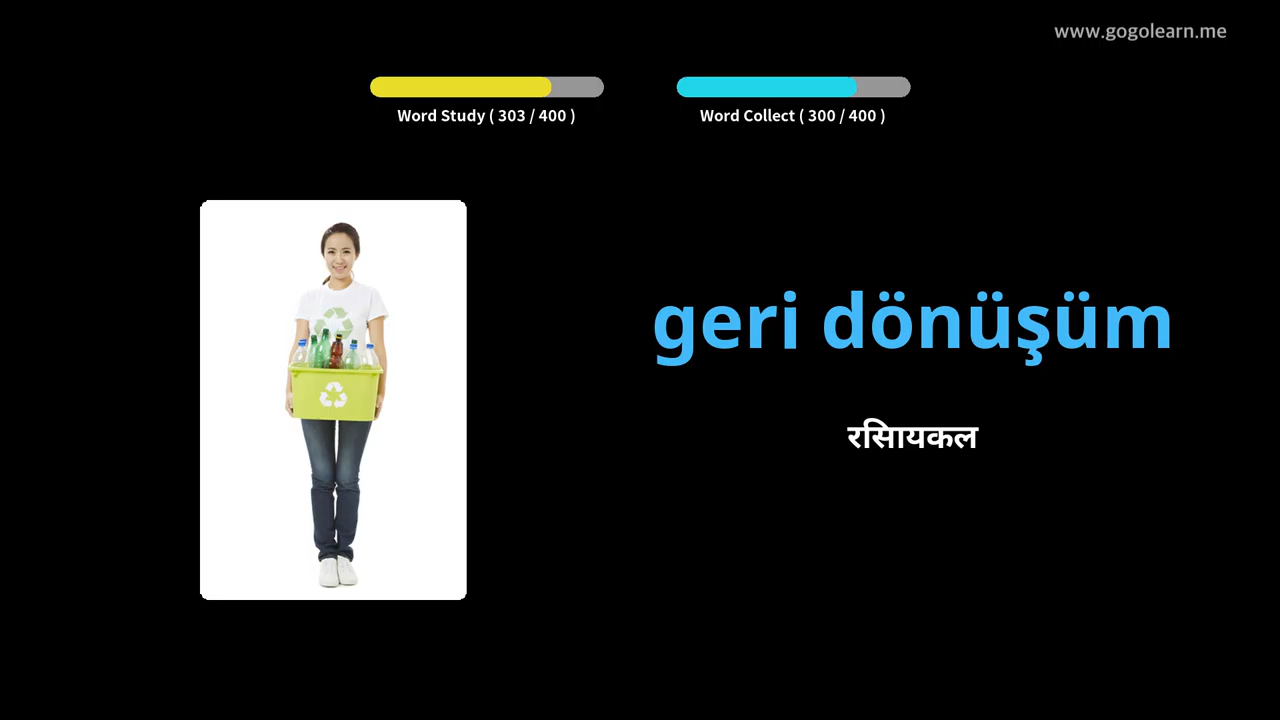 www.gogolearn.me
Word Study ( 303 / 400 )
Word Collect ( 300 / 400 )
geri dönüşüm
रसिायकल